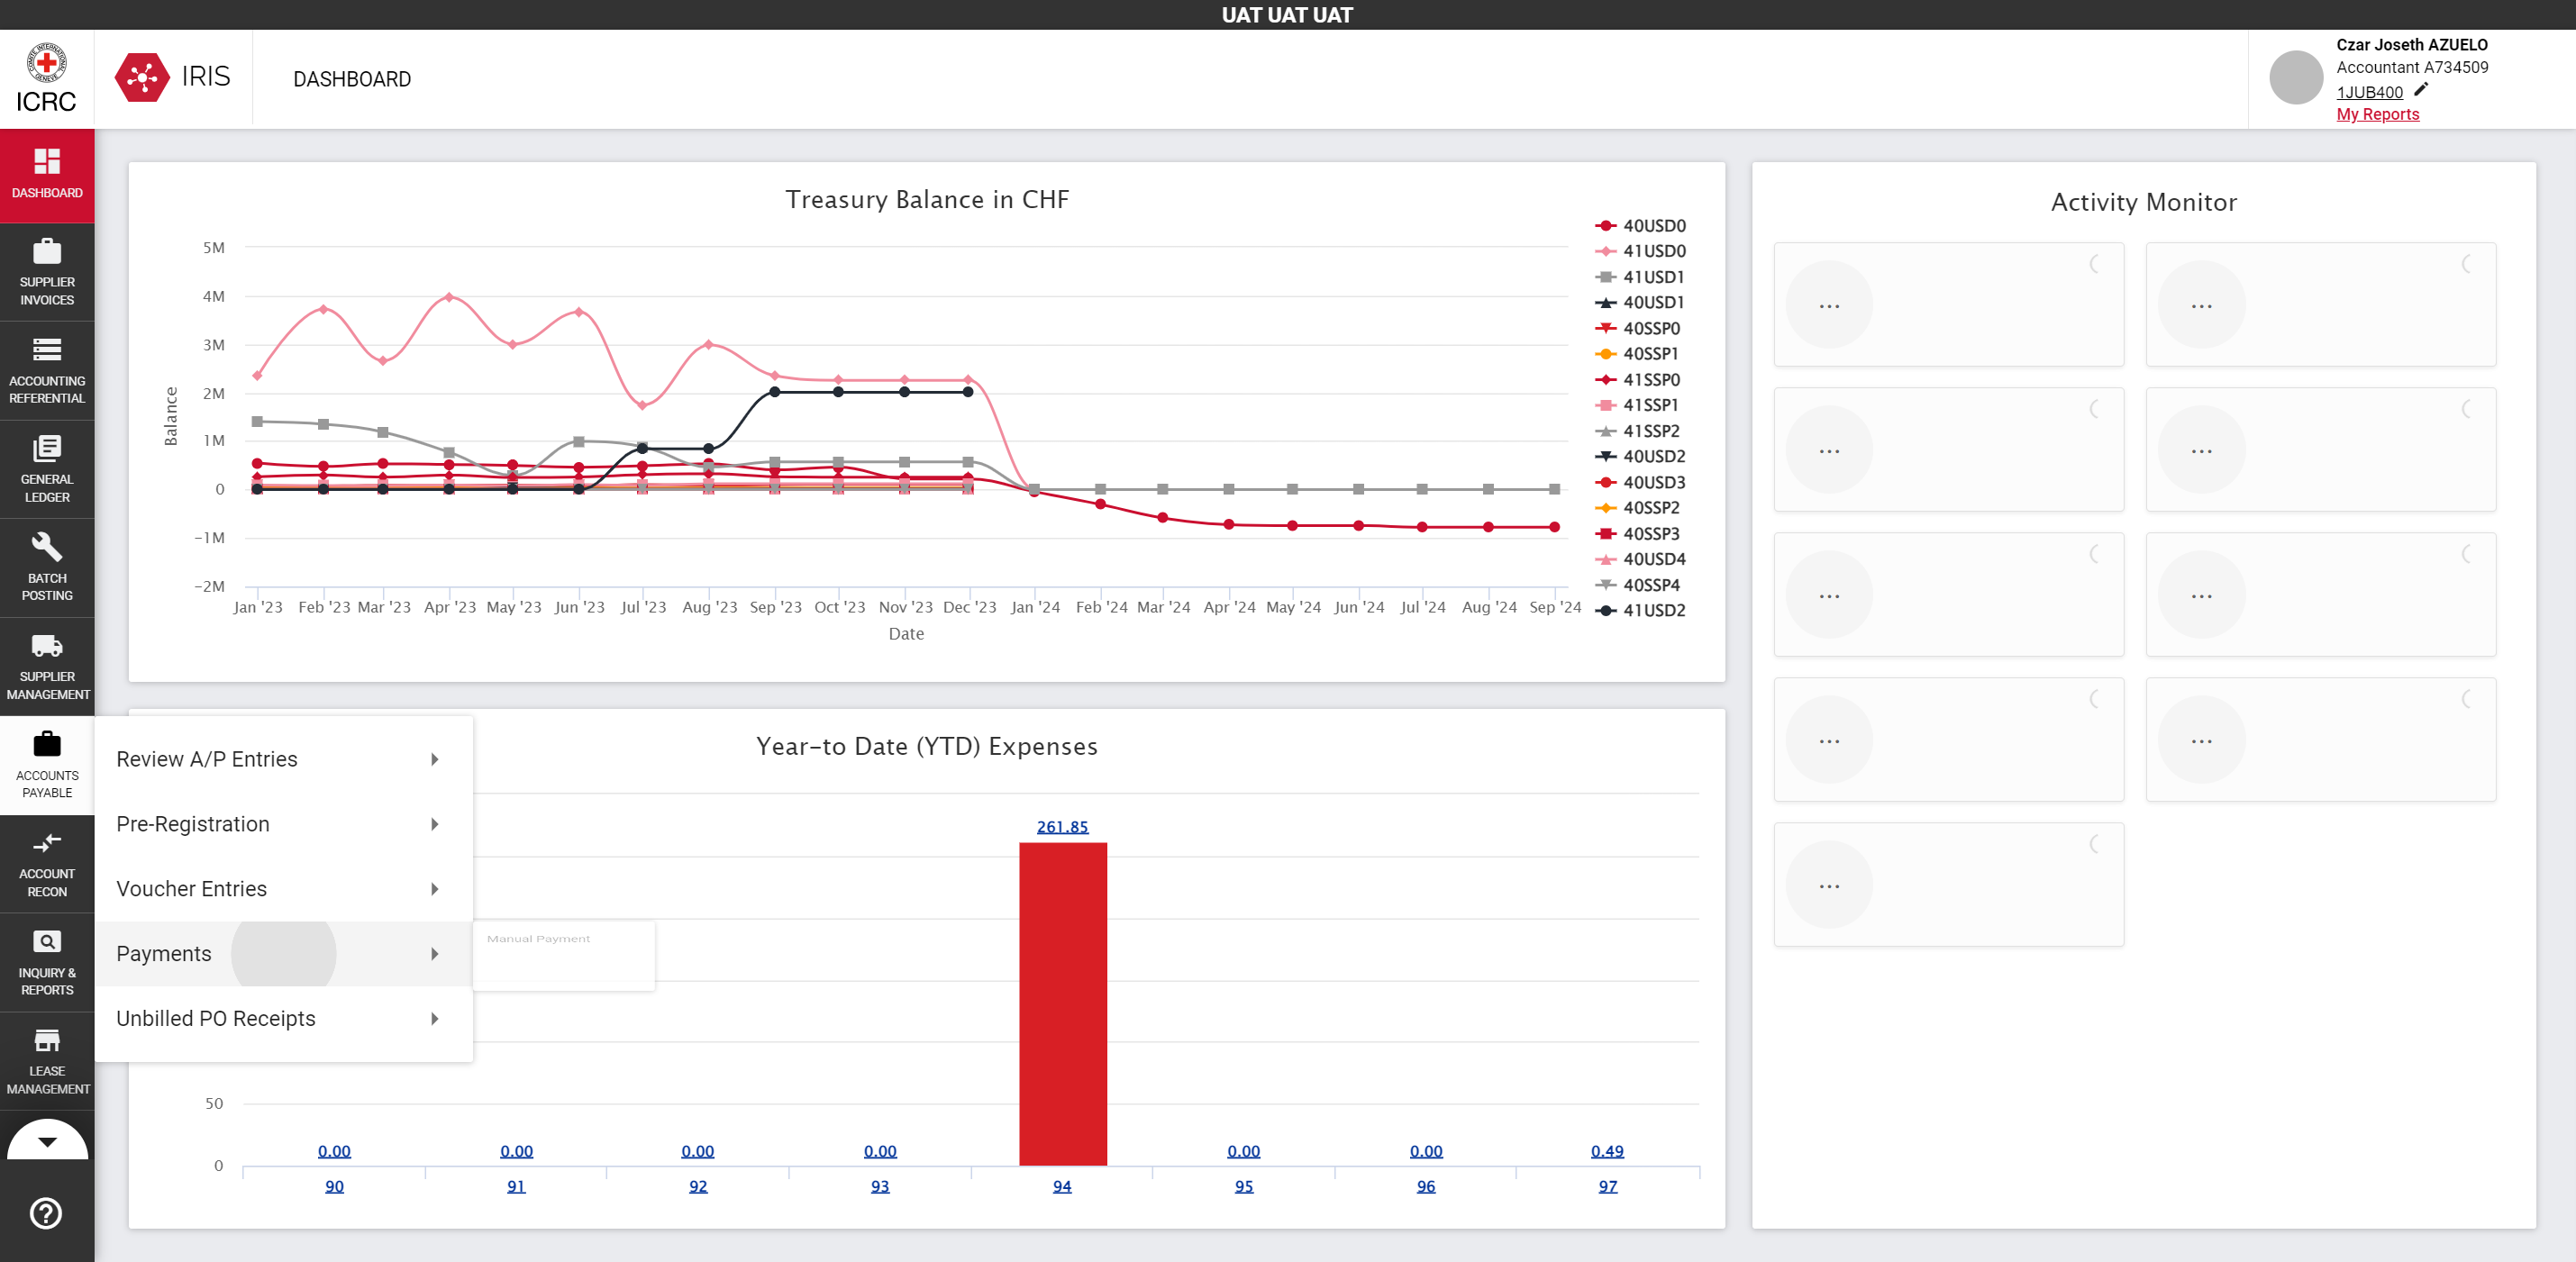 UAT UAT UAT
COMITE INTERNATIONAL GENEVE
ICRC
IRIS
DASHBOARD
Czar Joseth AZUELO
Accountant A734509
1JUB400
My Reports
DASHBOARD
SUPPLIER
INVOICES
ACCOUNTING
REFERENTIAL
GENERAL
LEDGER
BATCH
POSTING
SUPPLIER
MANAGEMENT
ACCOUNTS
PAYABLE
ACCOUNT
RECON
INQUIRY &
REPORTS
LEASE
MANAGEMENT
Treasury Balance in CHF
5M
4M
3M
2M
1M
0
-1M
-2M
Balance
Jan '23 Feb '23 Mar '23 Apr '23 May '23 Jun '23 Jul '23 Aug '23 Sep '23 Oct '23 Nov '23 Dec '23 Jan '24 Feb '24 Mar '24 Apr '24 May '24 Jun '24 Jul '24 Aug '24 Sep '24
Date
40USD0
41USD0
41USD1
40USD1
40SSP0
40SSP1
41SSP0
41SSP1
41SSP2
40USD2
40USD3
40SSP2
40SSP3
40USD4
40SSP4
41USD2
Review A/P Entries
Pre-Registration
Voucher Entries
Payments
Unbilled PO Receipts
Manual Payment
Year-to Date (YTD) Expenses
261.85
50
0
0.00 0.00 0.00 0.00 0.00 0.00 0.49
90 91 92 93 94 95 96 97
Activity Monitor
... ...
... ...
... ...
... ...
...